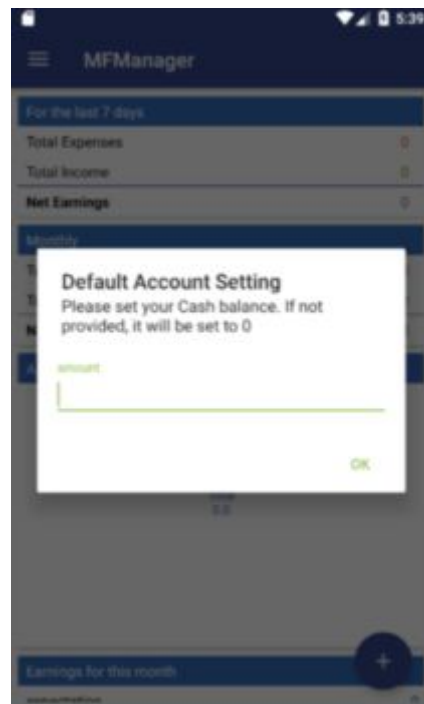 5:39
MFManager
For the last 7 days
Total Expenses 0
Total Income 0
Net Earnings 0
Monthly
Default Account Setting
Please set your Cash balance. If not
provided, it will be set to 0
amount
OK
0.0
+
Earnings for this month